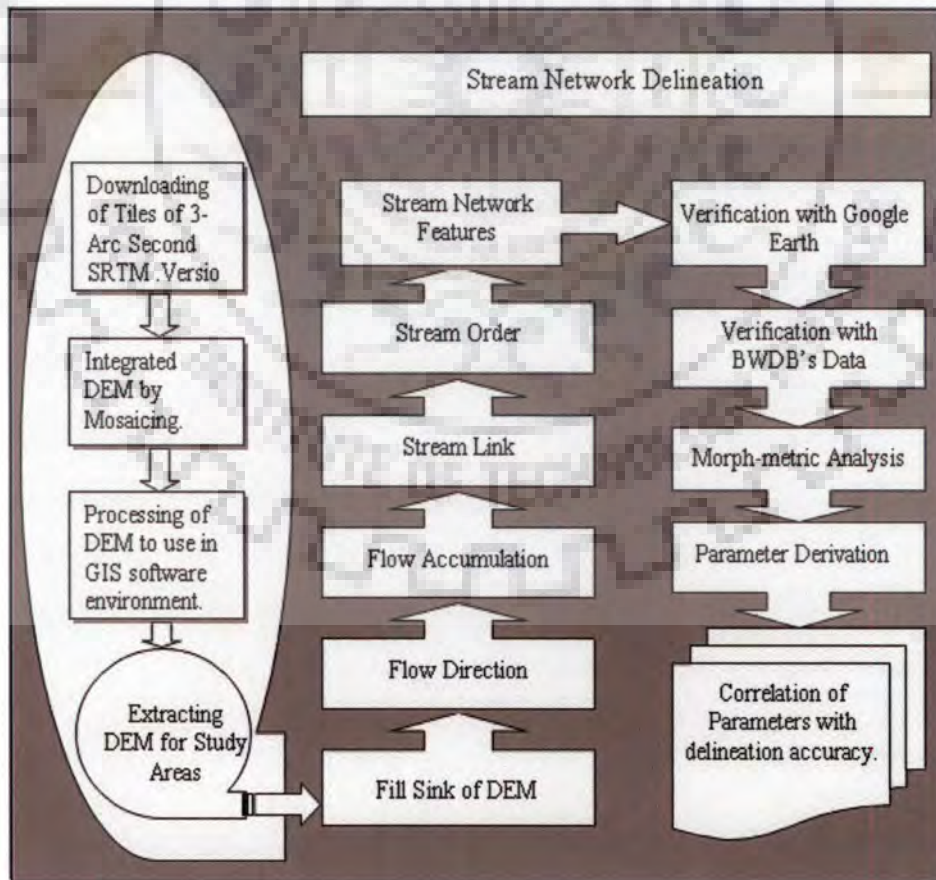 Stream Network Delineation
Downloading
of Tiles of 3-
Arc Second
SRTM .Versio
Integrated
DEM by
Mosaicing.
Processing of
DEM to use in
GIS software
environment.
Extracting
DEM for Study
Areas
Fill Sink of DEM
Flow Direction
Flow Accumulation
Stream Link
Stream Order
Stream Network
Features
Verification with Google
Earth
Verification with
BWDB's Data
Morph-metric Analysis
Parameter Derivation
Correlation of
Parameters with
delineation accuracy.